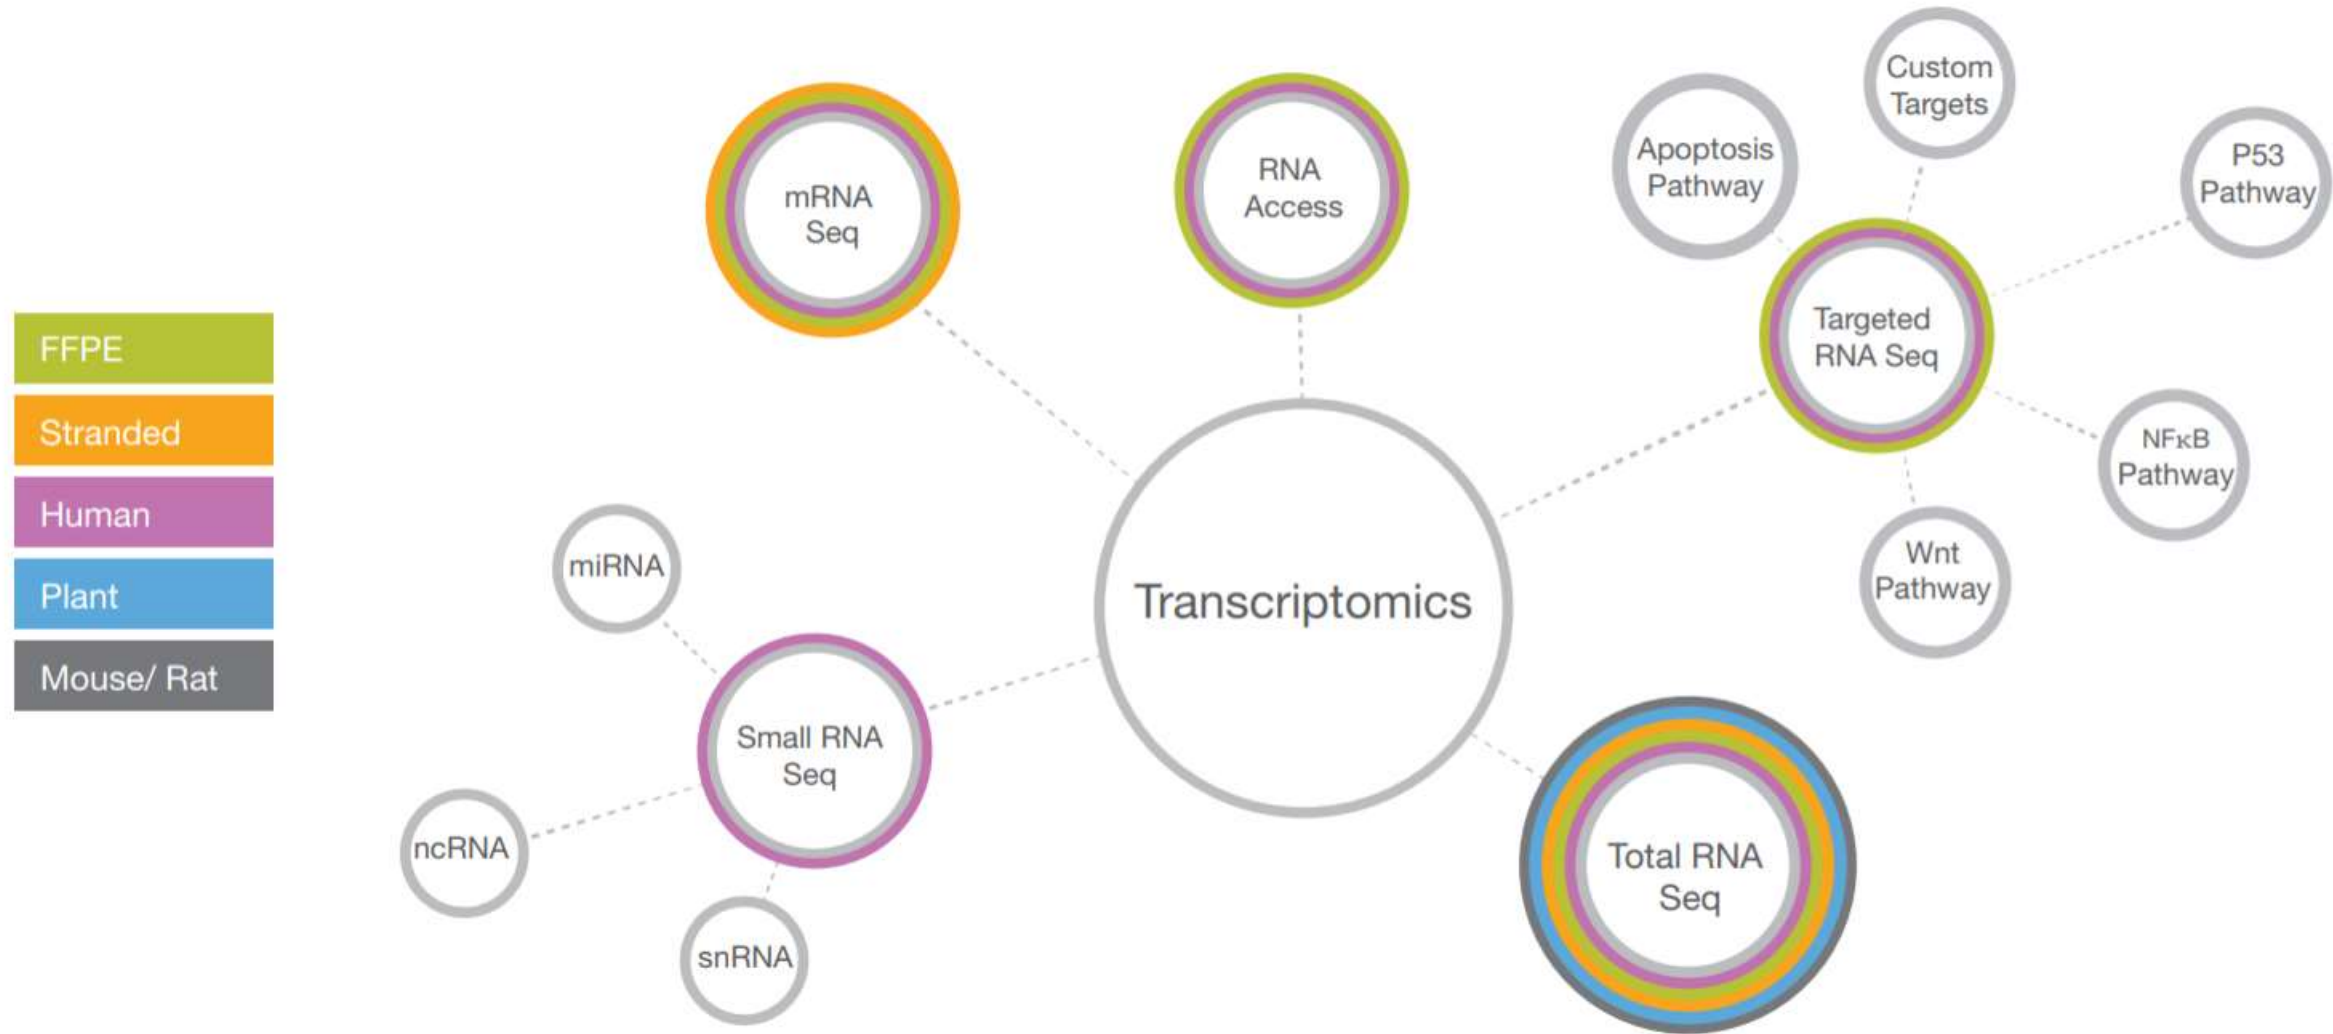 FFPE
Stranded
Human
Plant
Mouse/ Rat
mRNA
Seq
RNA
Access
Apoptosis
Pathway
Custom
Targets
P53
Pathway
Targeted
RNA Seq
NFκB
Pathway
Wnt
Pathway
Transcriptomics
miRNA
Small RNA
Seq
ncRNA
snRNA
Total RNA
Seq